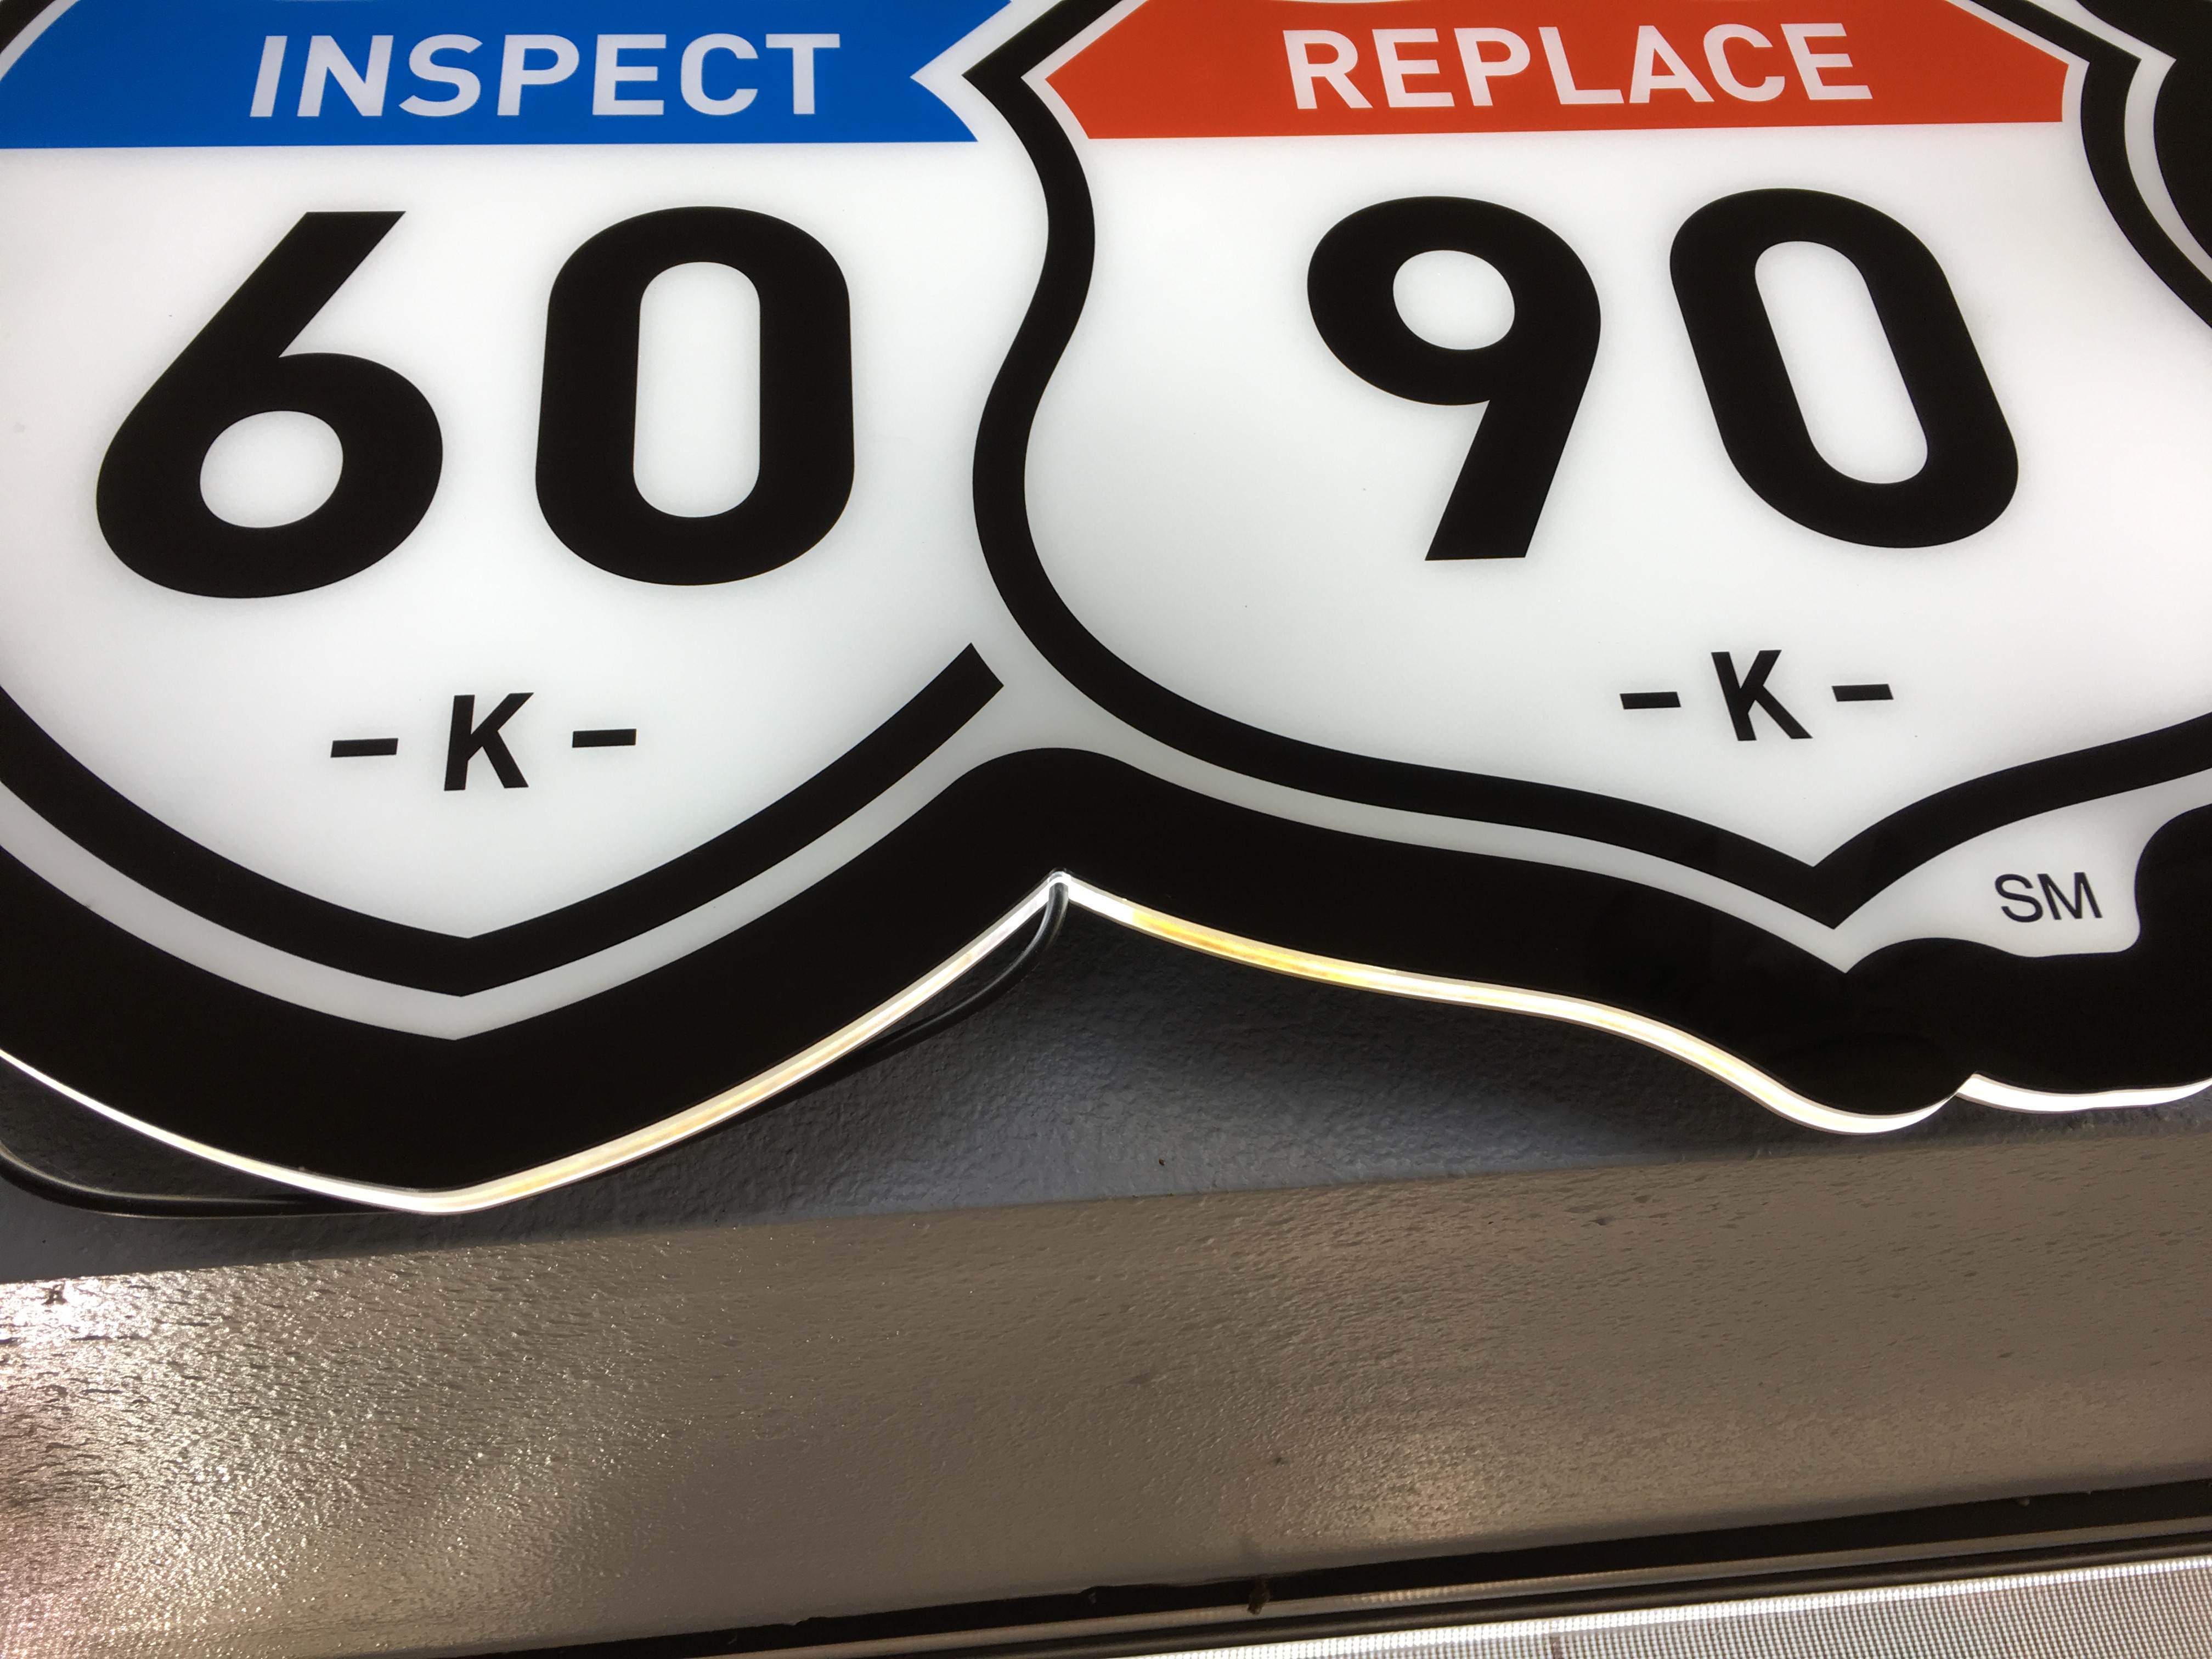 INSPECT
60
-K-
REPLACE
90
-K-
SM